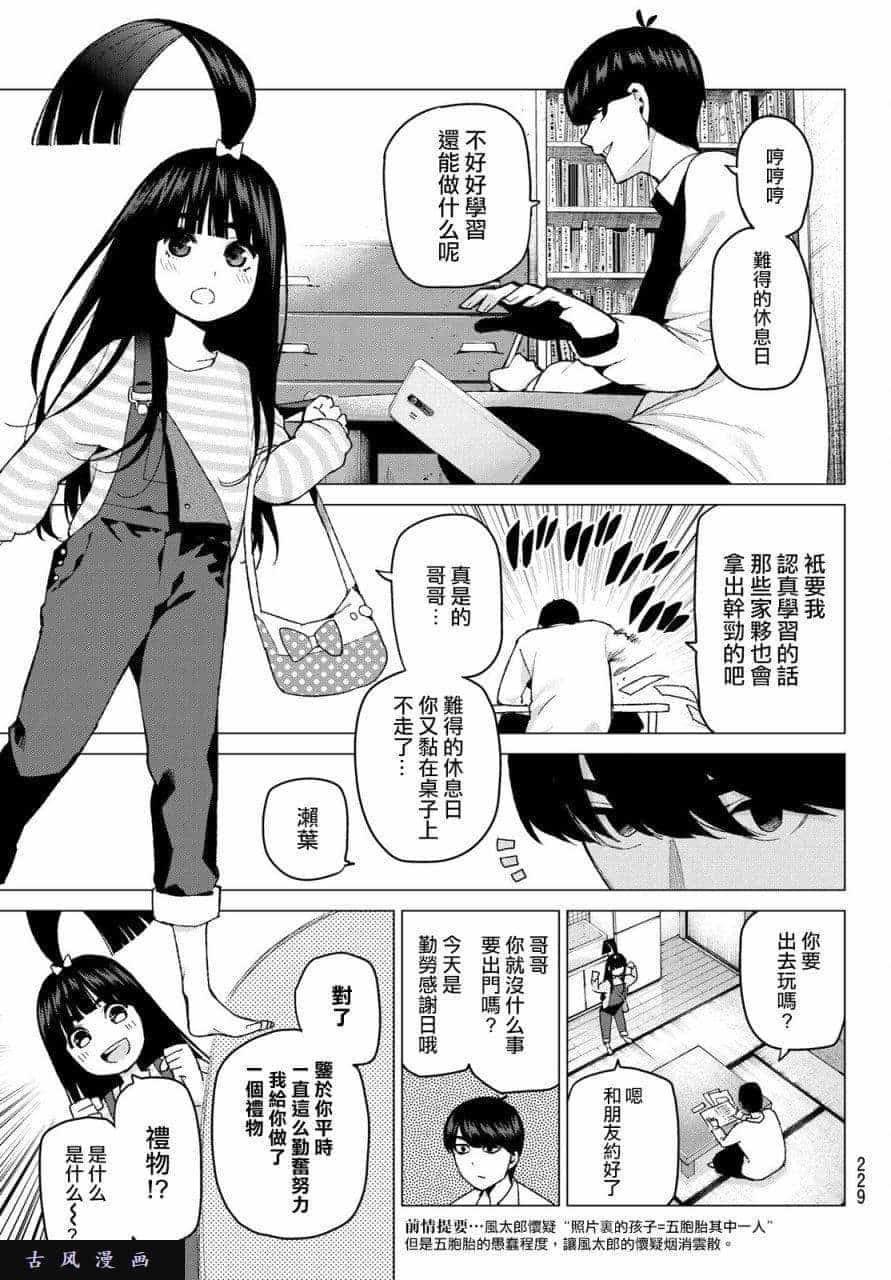 哼哼哼
難得的休息日
不好好學習
還能做什么呢
衹要我
認真學習的話
那些家夥也會
拿出幹勁的吧
真是的
哥哥…
難得的休息日
你又黏在桌子上
不走了…
瀨葉
你要
出去玩嗎?
嗯
和朋友約好了
哥哥
你就沒什么事
要出門嗎?
今天是
勤勞感謝日哦
對了
鑒於你平時
一直這么勤奮努力
我給你做了
一個禮物
禮物!?
是什么
是什么~?
前情提要…風太郎懷疑“照片裏的孩子=五胞胎其中一人”
但是五胞胎的愚蠢程度,讓風太郎的懷疑烟消雲散。
229
古风漫画